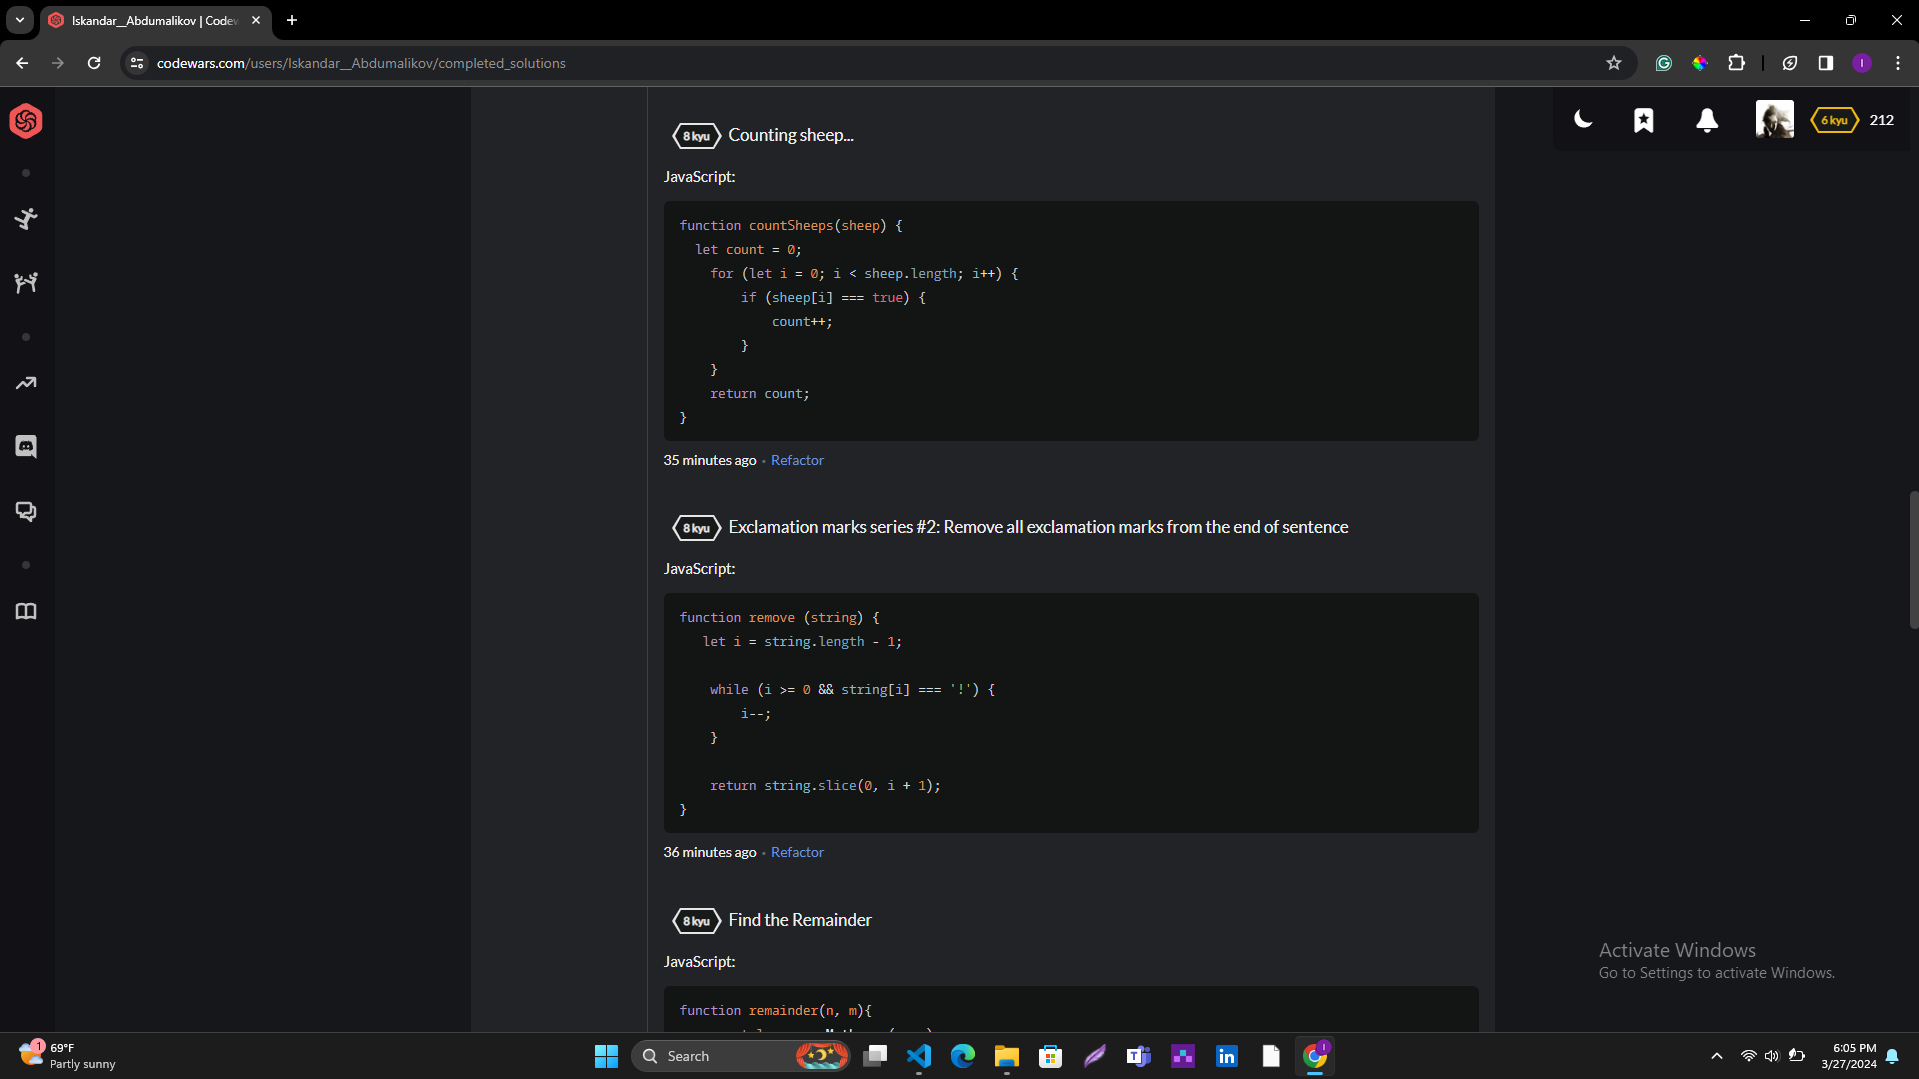 Iskandar__Abdumalikov | Codew
codewars.com/users/Iskandar__Abdumalikov/completed_solutions
6 kyu 212
8 kyu Counting sheep...
JavaScript:
function countSheeps(sheep) {
let count = 0;
for (let i = 0; i < sheep.length; i++) {
if (sheep[i] === true) {
count++;
}
}
return count;
}
35 minutes ago • Refactor
8 kyu Exclamation marks series #2: Remove all exclamation marks from the end of sentence
JavaScript:
function remove (string) {
let i = string.length - 1;
while (i >= 0 && string[i] === '!') {
i--;
}
return string.slice(0, i + 1);
}
36 minutes ago • Refactor
8 kyu Find the Remainder
JavaScript:
function remainder(n, m){
Activate Windows
Go to Settings to activate Windows.
1
69°F
Partly sunny
Search
6:05 PM
3/27/2024